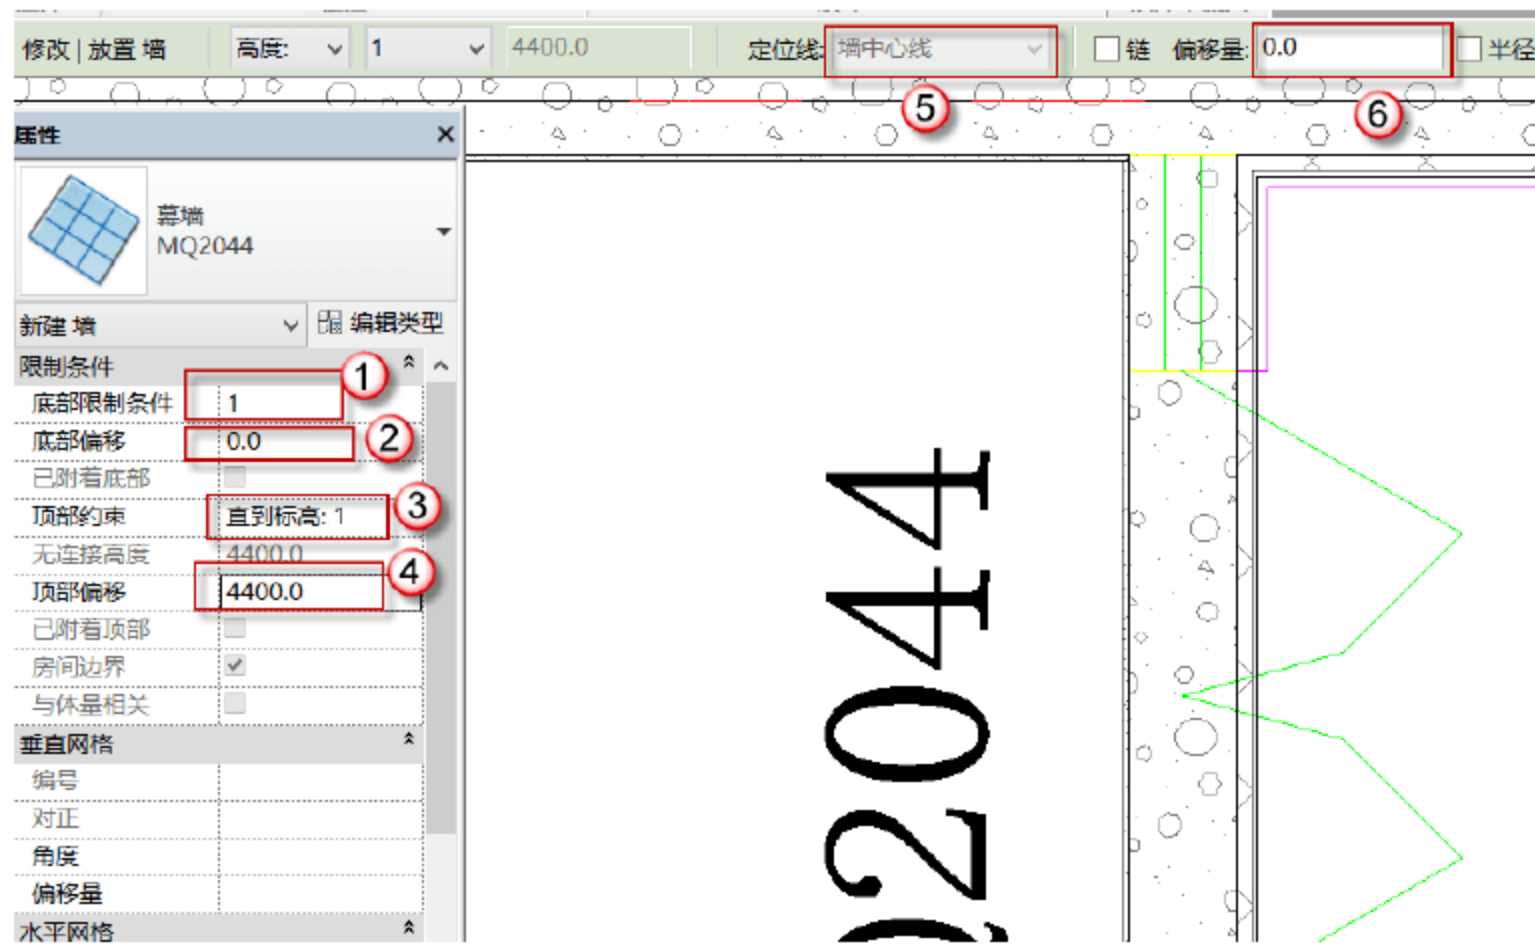 修改 | 放置 墙 高度: 1 4400.0 定位线: 墙中心线 链 偏移量: 0.0 半径
5 6
属性
幕墙
MQ2044
新建 墙 编辑类型
限制条件
1
底部限制条件 1
底部偏移 0.0 2
已附着底部
顶部约束 直到标高: 1 3
无连接高度 4400.0
顶部偏移 4400.0 4
已附着顶部
房间边界
与体量相关
垂直网格
编号
对正
角度
偏移量
水平网格
Q2044